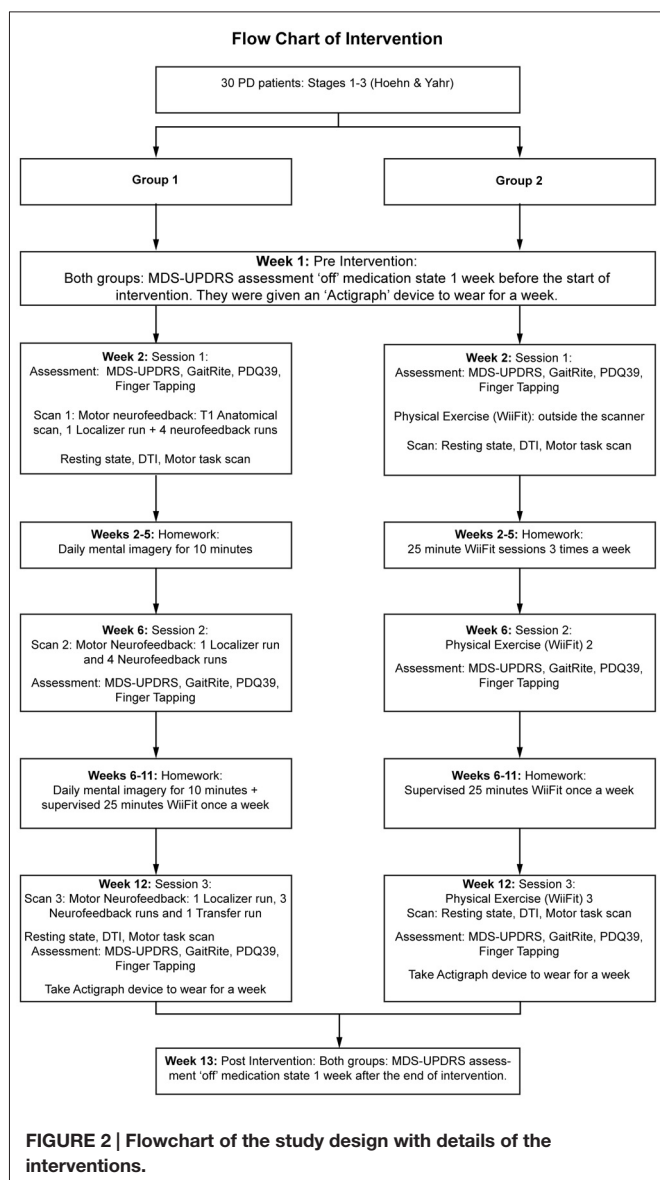 Flow Chart of Intervention
30 PD patients: Stages 1-3 (Hoehn & Yahr)
Group 1
Group 2
Week 1: Pre Intervention:
Both groups: MDS-UPDRS assessment ‘off’ medication state 1 week before the start of
intervention. They were given an ‘Actigraph’ device to wear for a week.
Week 2: Session 1:
Assessment: MDS-UPDRS, GaitRite, PDQ39,
Finger Tapping
Scan 1: Motor neurofeedback: T1 Anatomical
scan, 1 Localizer run + 4 neurofeedback runs
Resting state, DTI, Motor task scan
Week 2: Session 1:
Assessment: MDS-UPDRS, GaitRite, PDQ39,
Finger Tapping
Physical Exercise (WiiFit): outside the scanner
Scan: Resting state, DTI, Motor task scan
Weeks 2-5: Homework:
Daily mental imagery for 10 minutes
Weeks 2-5: Homework:
25 minute WiiFit sessions 3 times a week
Week 6: Session 2:
Scan 2: Motor Neurofeedback: 1 Localizer run
and 4 Neurofeedback runs
Assessment: MDS-UPDRS, GaitRite, PDQ39,
Finger Tapping
Week 6: Session 2:
Physical Exercise (WiiFit) 2
Assessment: MDS-UPDRS, GaitRite, PDQ39,
Finger Tapping
Weeks 6-11: Homework:
Daily mental imagery for 10 minutes +
supervised 25 minutes WiiFit once a week
Weeks 6-11: Homework:
Supervised 25 minutes WiiFit once a week
Week 12: Session 3:
Scan 3: Motor Neurofeedback: 1 Localizer run, 3
Neurofeedback runs and 1 Transfer run
Resting state, DTI, Motor task scan
Assessment: MDS-UPDRS, GaitRite, PDQ39,
Finger Tapping
Take Actigraph device to wear for a week
Week 12: Session 3:
Physical Exercise (WiiFit) 3
Scan: Resting state, DTI, Motor task scan
Assessment: MDS-UPDRS, GaitRite, PDQ39,
Finger Tapping
Take Actigraph device to wear for a week
Week 13: Post Intervention: Both groups: MDS-UPDRS assess-
ment ‘off’ medication state 1 week after the end of intervention.
FIGURE 2 | Flowchart of the study design with details of the
interventions.